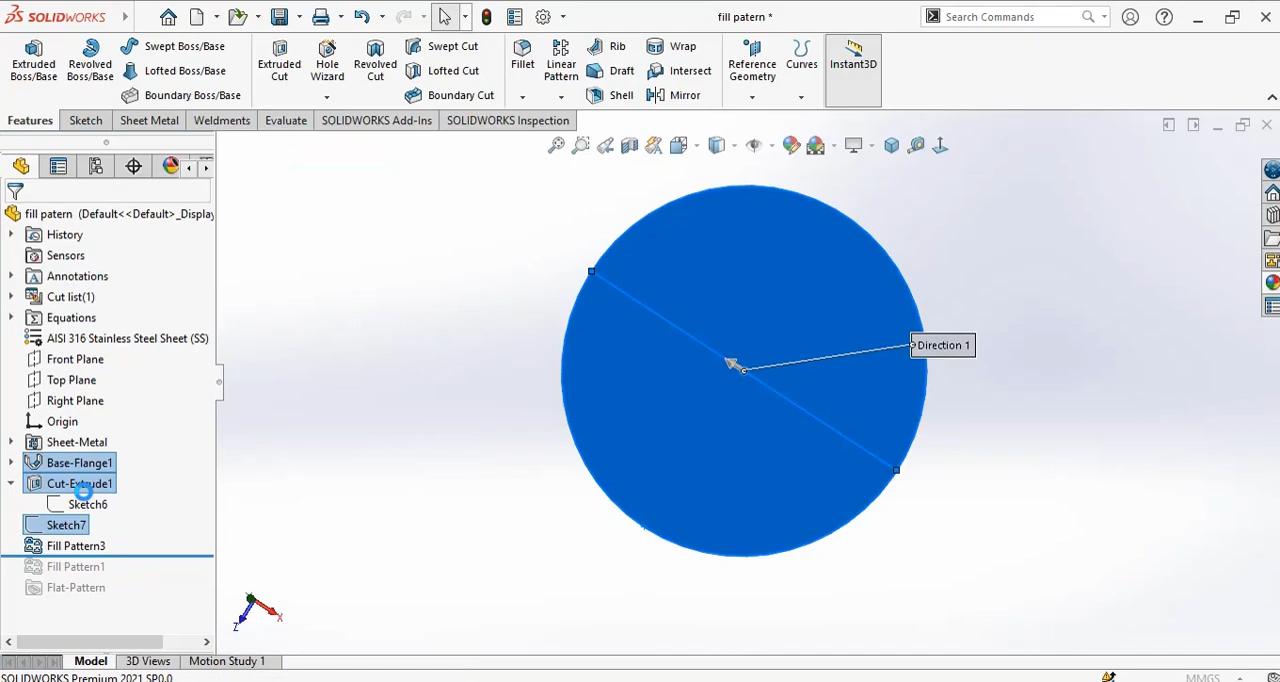 SOLIDWORKS
fill patern *
Search Commands
Extruded Boss/Base
Revolved Boss/Base
Swept Boss/Base
Lofted Boss/Base
Boundary Boss/Base
Extruded Cut
Hole Wizard
Revolved Cut
Swept Cut
Lofted Cut
Boundary Cut
Fillet
Linear Pattern
Rib
Draft
Shell
Wrap
Intersect
Mirror
Reference Geometry
Curves
Instant3D
Features
Sketch
Sheet Metal
Weldments
Evaluate
SOLIDWORKS Add-Ins
SOLIDWORKS Inspection
fill patern (Default<<Default>_Display
History
Sensors
Annotations
Cut list(1)
Equations
AISI 316 Stainless Steel Sheet (SS)
Front Plane
Top Plane
Right Plane
Origin
Sheet-Metal
Base-Flange1
Cut-Extrude1
Sketch6
Sketch7
Fill Pattern3
Fill Pattern1
Flat-Pattern
Direction 1
X
Z
Model
3D Views
Motion Study 1
SOLIDWORKS Premium 2021 SP0.0
MMGS